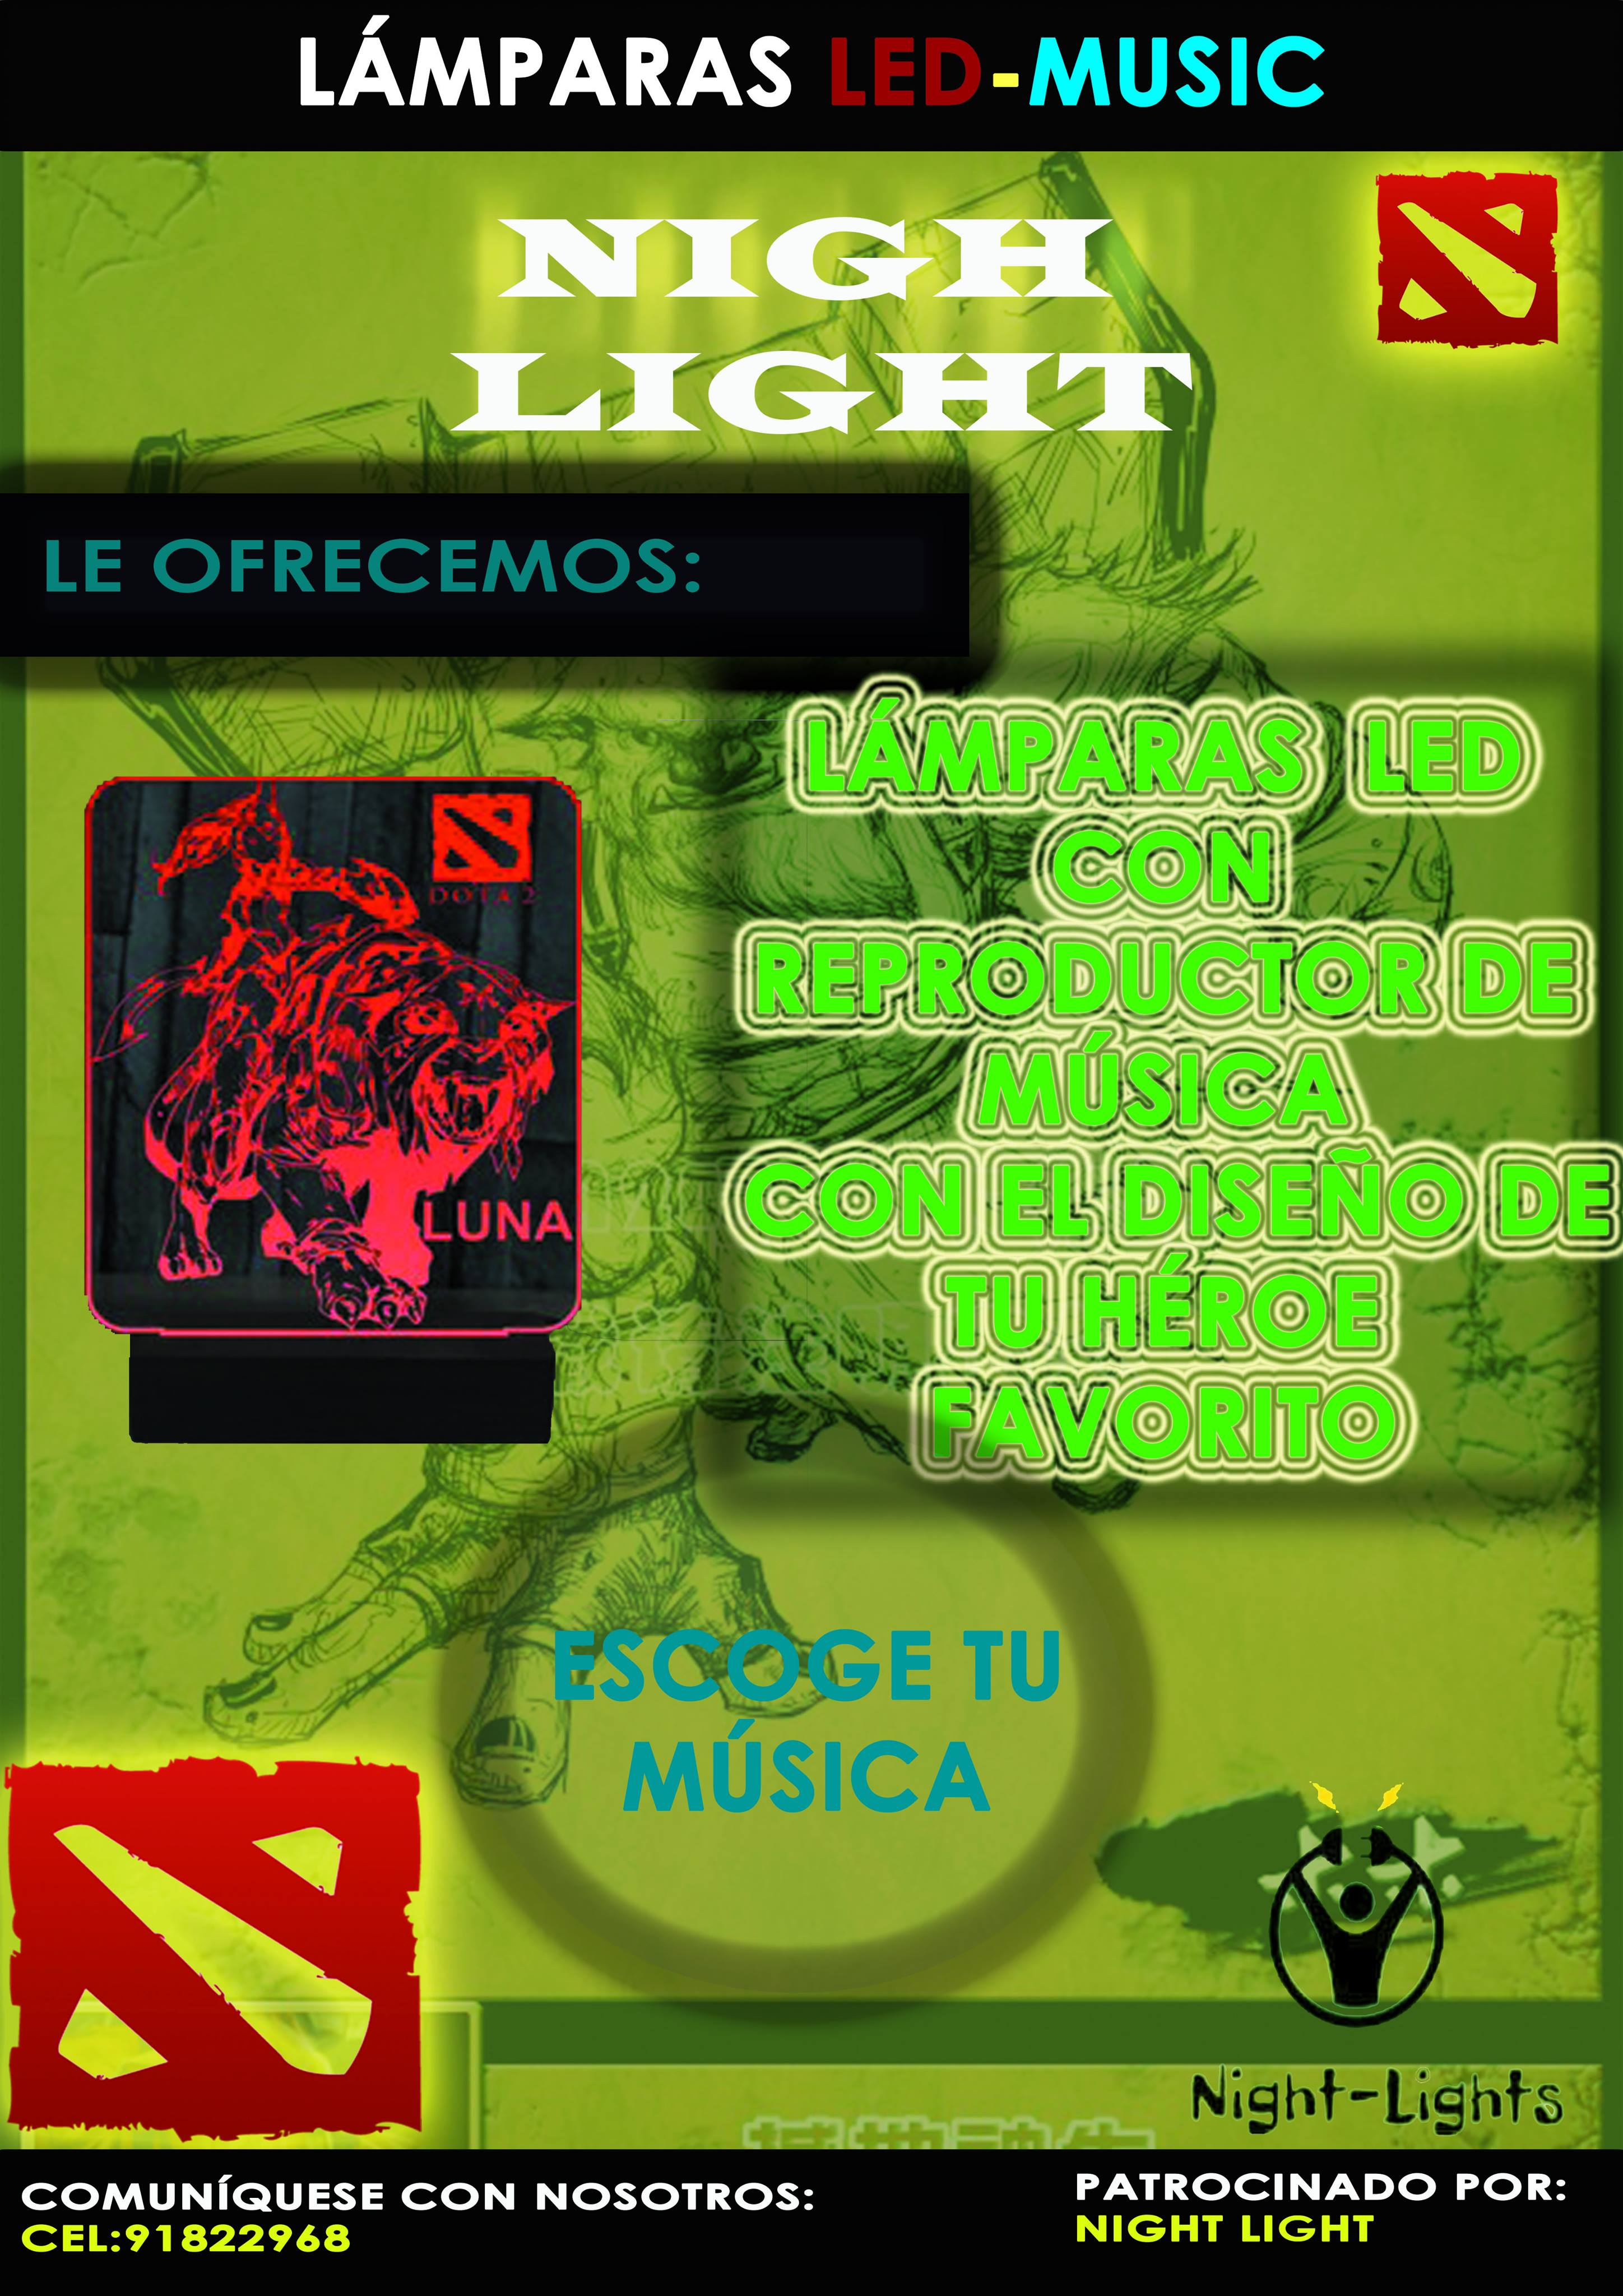 LÁMPARAS LED-MUSIC
NIGH
LIGHT
LE OFRECEMOS:
LÁMPARAS LED
CON
REPRODUCTOR DE
MÚSICA
CON EL DISEÑO DE
TU HÉROE
FAVORITO
DOTA 2
LUNA
ESCOGE TU
MÚSICA
Night-Lights
COMUNÍQUESE CON NOSOTROS:
CEL:91822968
PATROCINADO POR:
NIGHT LIGHT